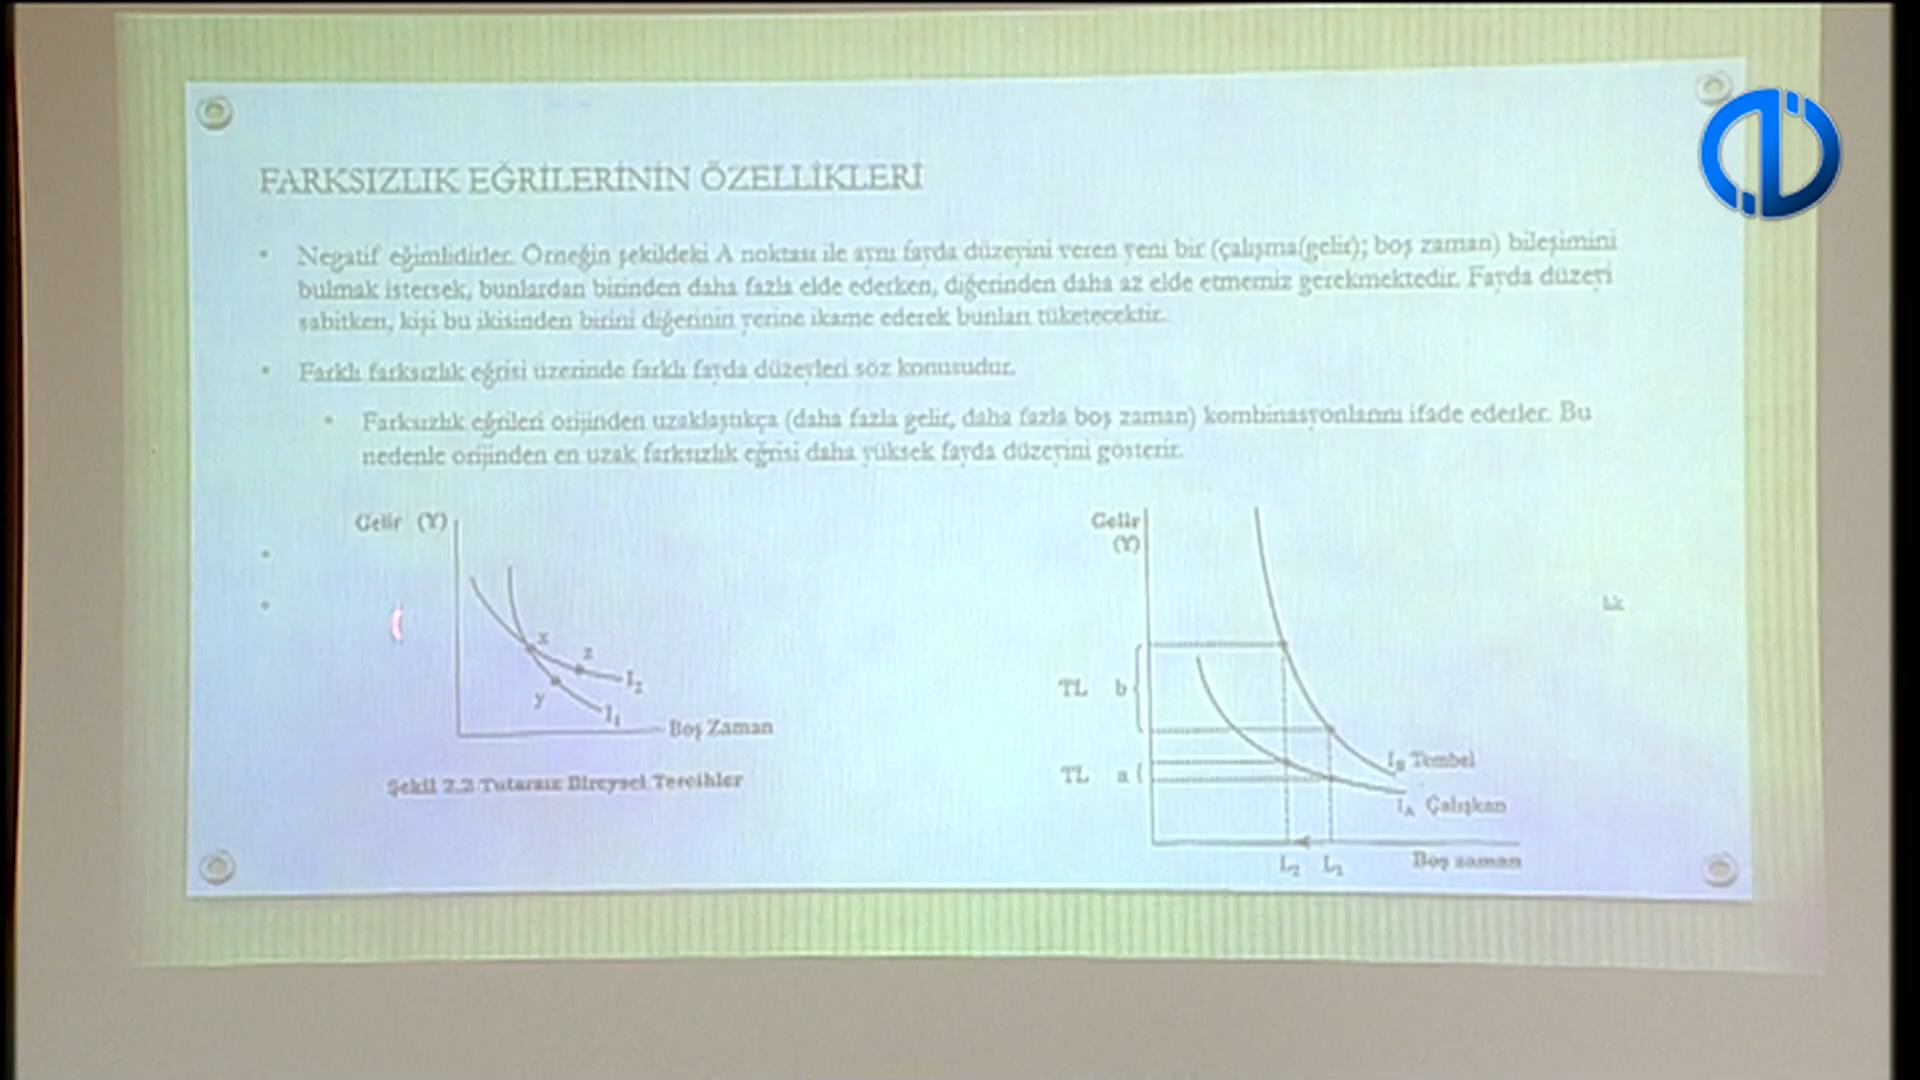 FARKSIZLIK EĞRİLERİNİN ÖZELLİKLERİ
• Negatif eğimlidirler. Örneğin şekildeki A noktası ile aynı fayda düzeyini veren yeni bir (çalışma(gelir); boş zaman) bileşimini
bulmak istersek, bunlardan birinden daha fazla elde ederken, diğerinden daha az elde etmemiz gerekmektedir. Fayda düzeyi
sabitken, kişi bu ikisinden birini diğerinin yerine ikame ederek bunları tüketecektir.
• Farklı farksızlık eğrisi üzerinde farklı fayda düzeyleri söz konusudur.
• Farksızlık eğrileri orijinden uzaklaştıkça (daha fazla gelir, daha fazla boş zaman) kombinasyonlarını ifade ederler. Bu
nedenle orijinden en uzak farksızlık eğrisi daha yüksek fayda düzeyini gösterir.
Gelir (Y)
x
z
I₂
y
I₁
Boş Zaman
Şekil 2.2 Tutarsız Bireysel Tercihler
Gelir
(Y)
TL b
TL a
I_B Tembel
I_A Çalışkan
L₂ L₁ Boş zaman